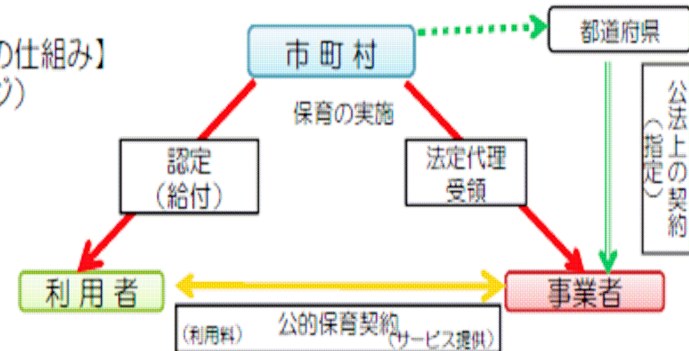 の仕組み】
ジ)
市町村
都道府県
保育の実施
認定
(給付)
法定代理
受領
公法上の契約
(指定)
利用者
事業者
公的保育契約
(利用料)
(サービス提供)